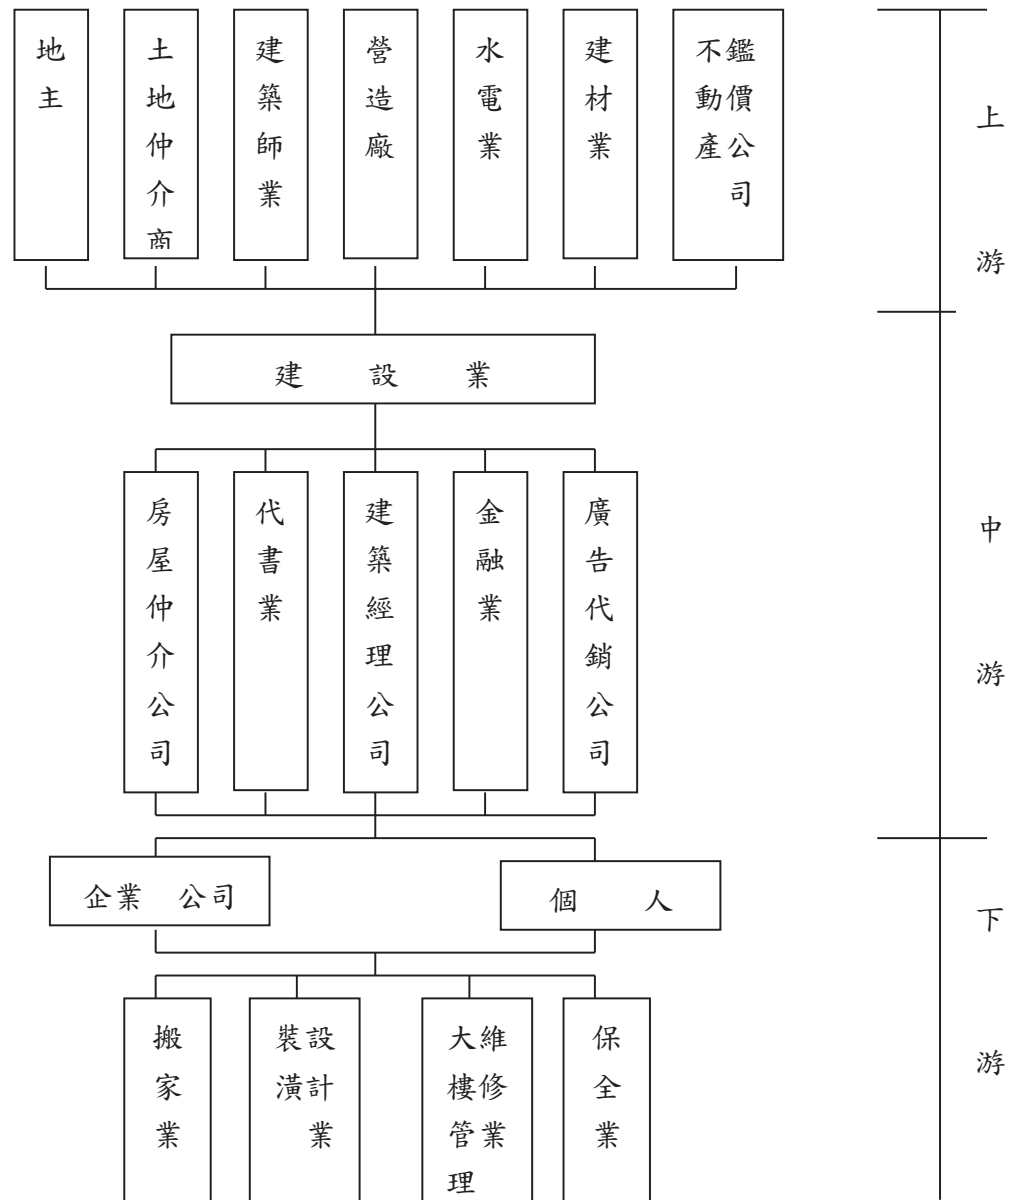 地主
土地仲介商
建築師業
營造廠
水電業
建材業
不動產
鑑價公司
上游
建設業
房屋仲介公司
代書業
建築經理公司
金融業
廣告代銷公司
中游
企業 公司
個人
下游
搬家業
裝潢
設計業
大樓管理
維修業
保全業